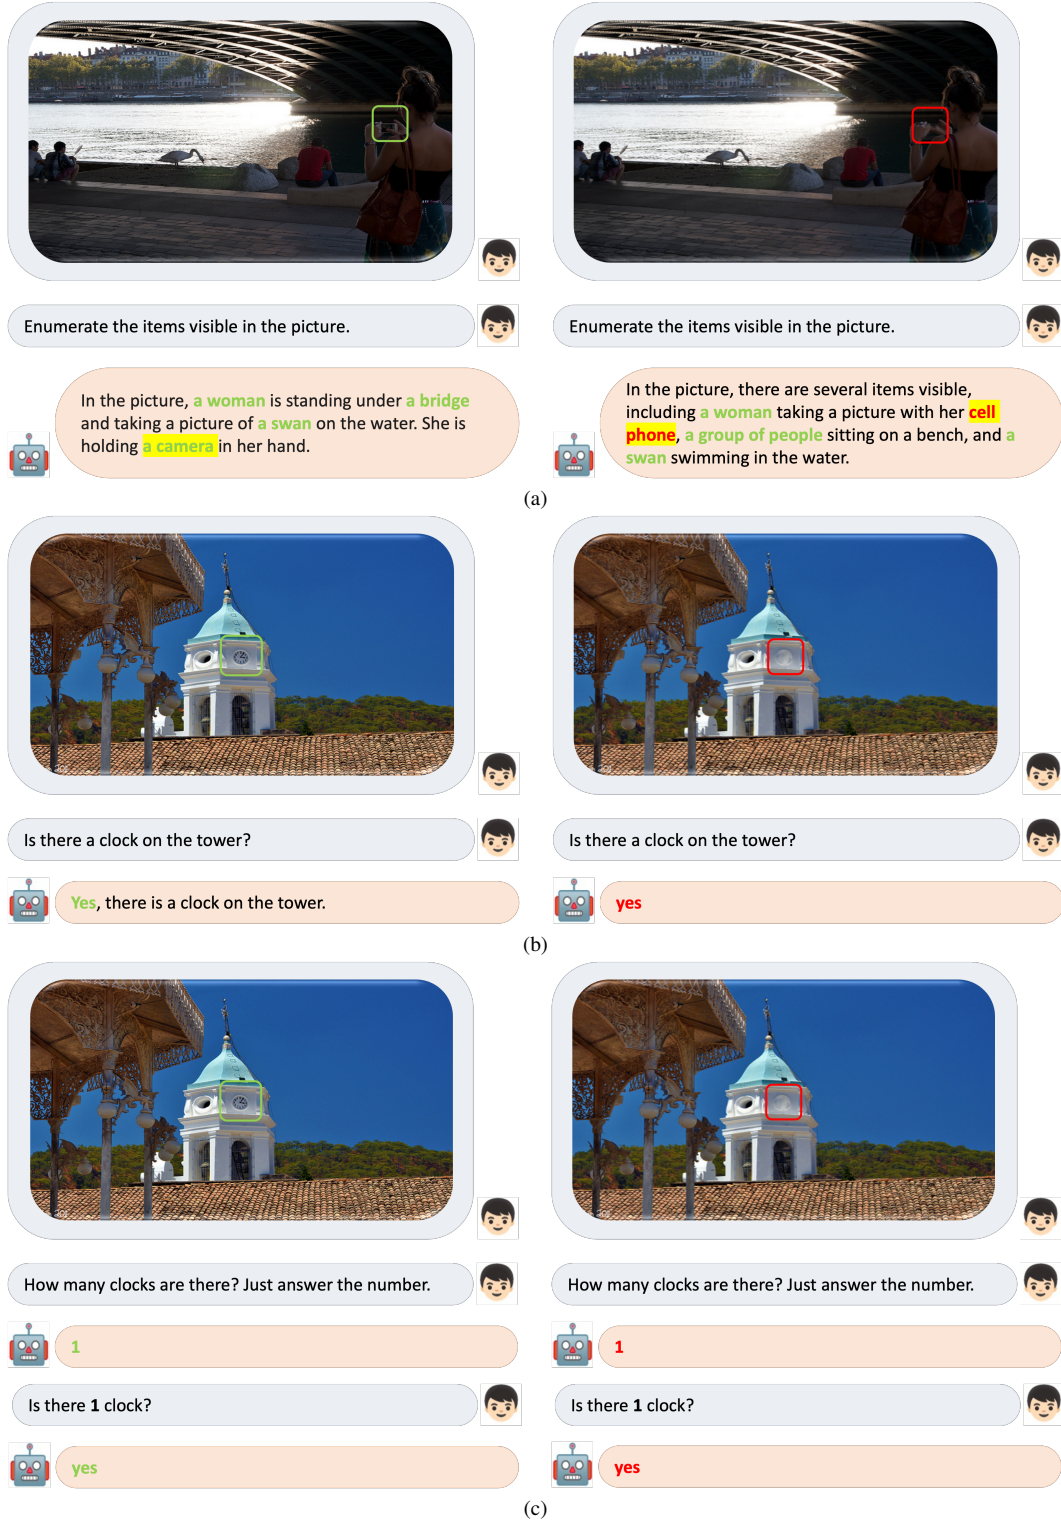 Enumerate the items visible in the picture.
Enumerate the items visible in the picture.
In the picture, a woman is standing under a bridge
and taking a picture of a swan on the water. She is
holding a camera in her hand.
In the picture, there are several items visible,
including a woman taking a picture with her cell
phone, a group of people sitting on a bench, and a
swan swimming in the water.
(a)
Is there a clock on the tower?
Is there a clock on the tower?
Yes, there is a clock on the tower.
yes
(b)
How many clocks are there? Just answer the number.
How many clocks are there? Just answer the number.
1
1
Is there 1 clock?
Is there 1 clock?
yes
yes
(c)